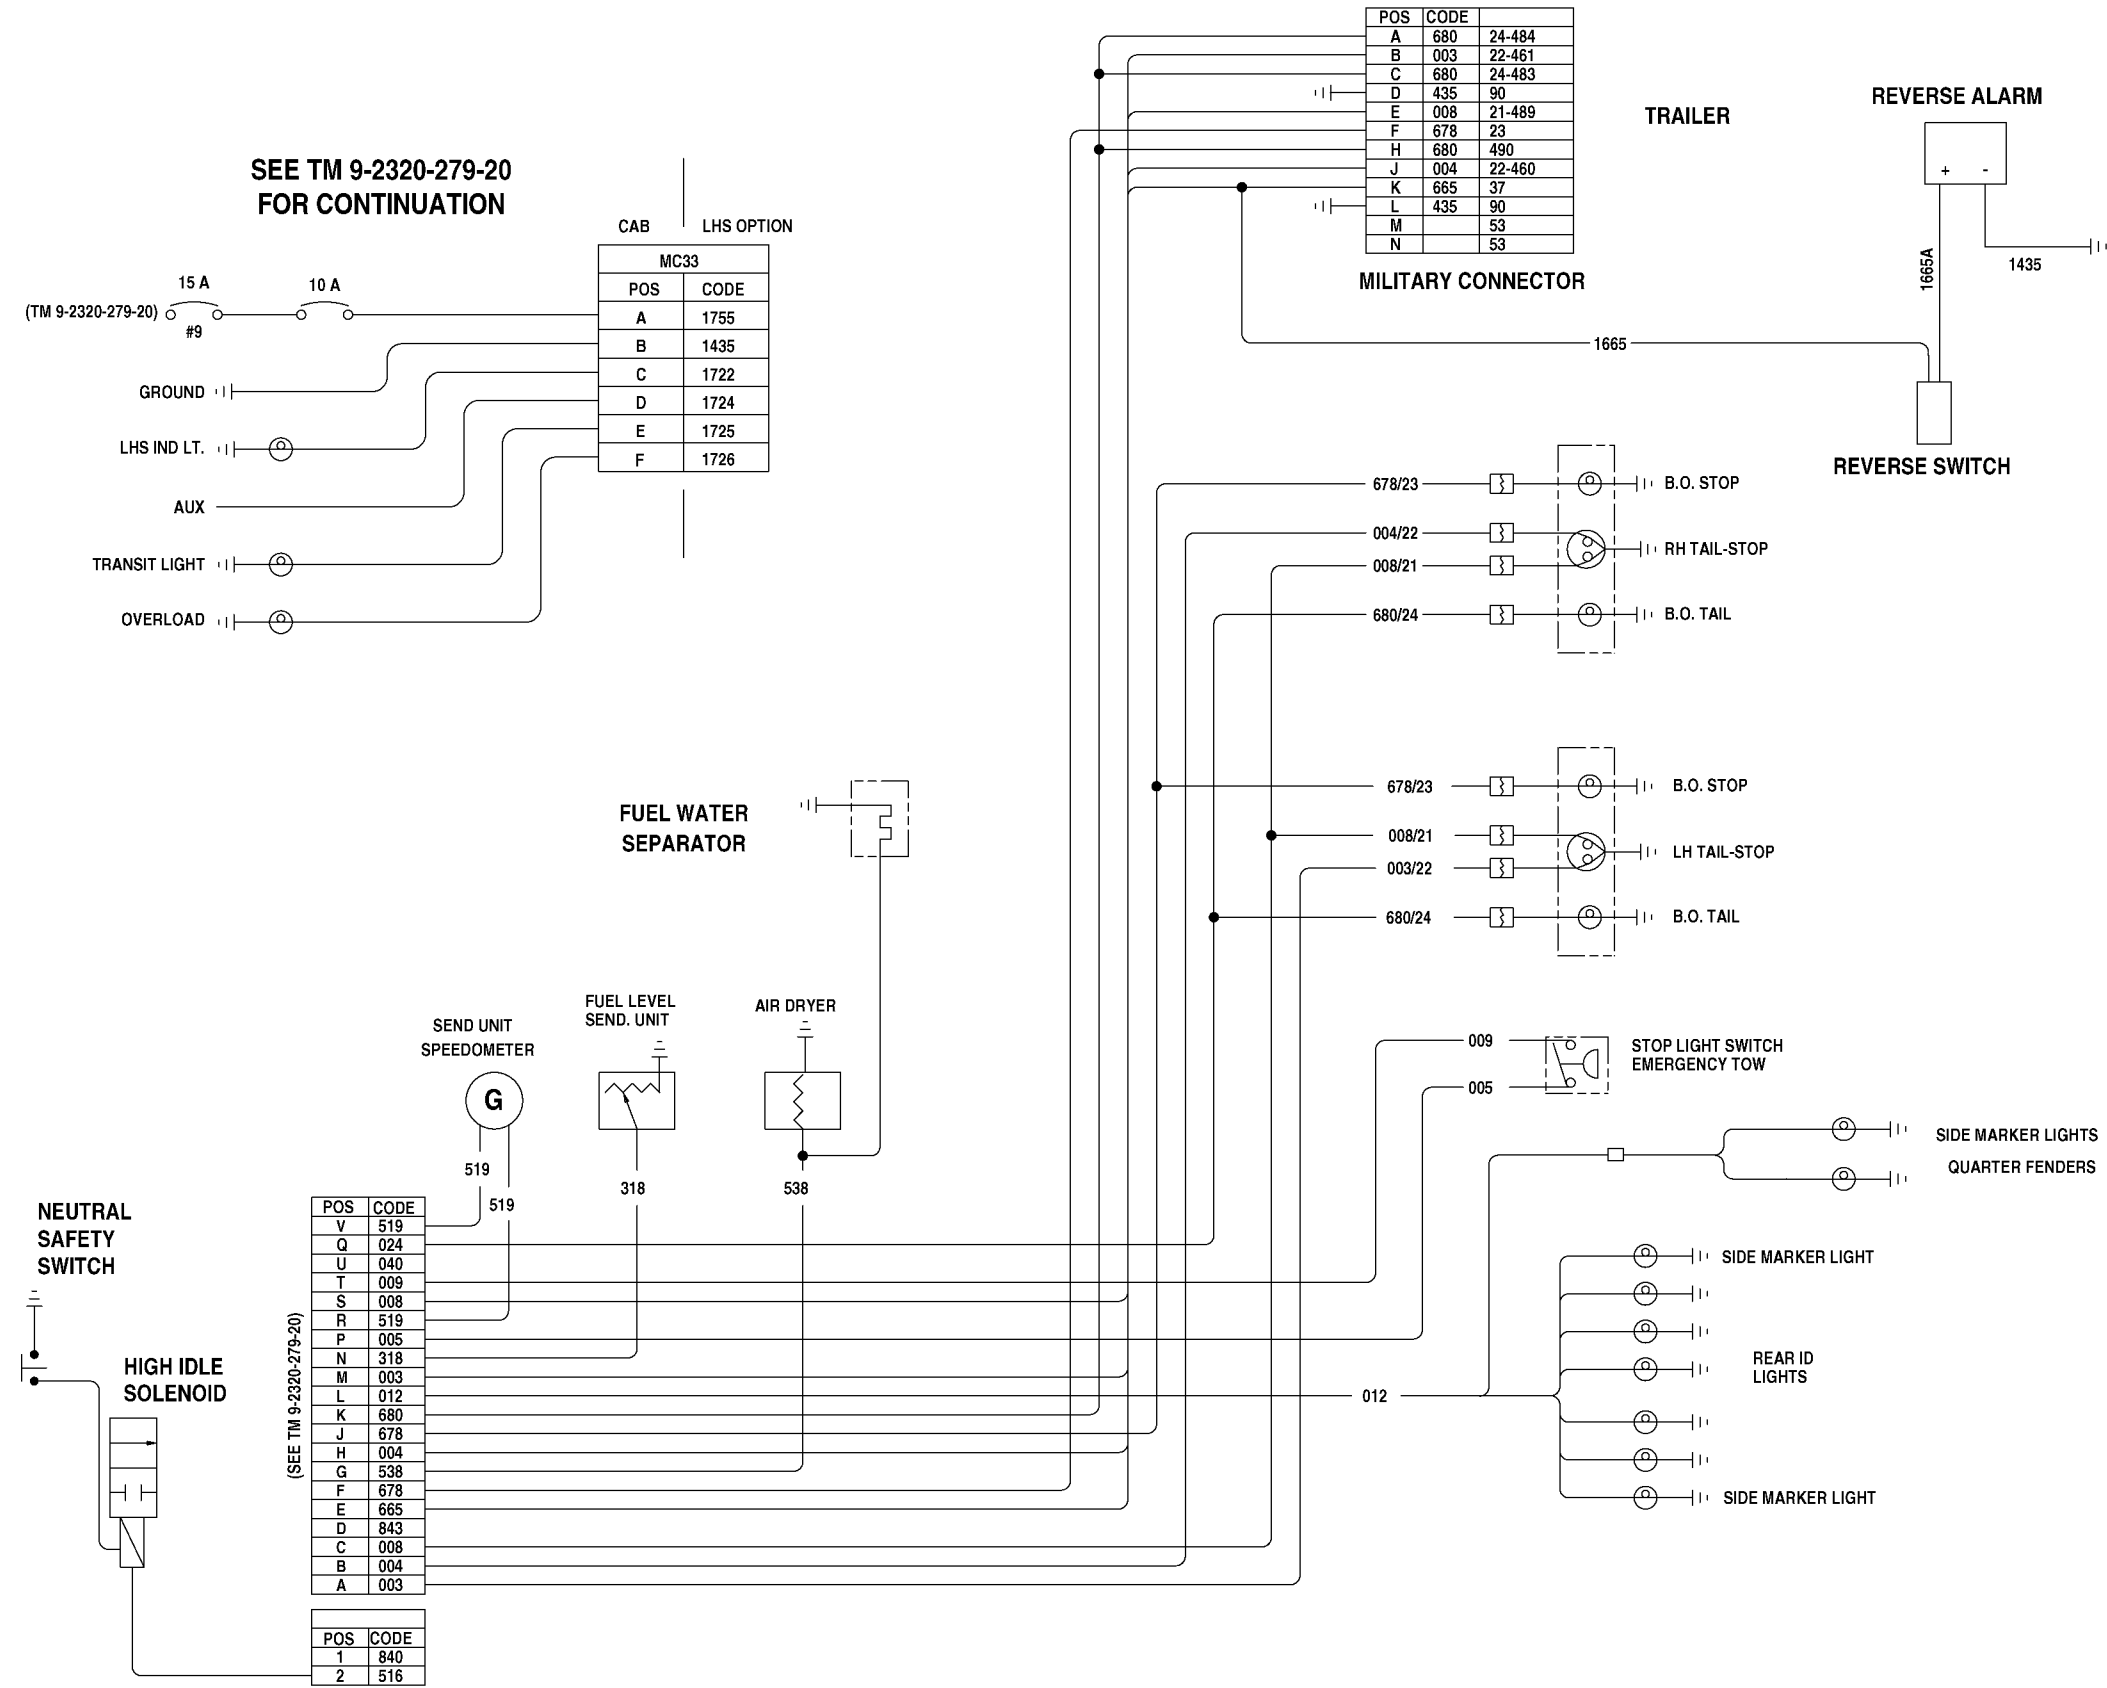 POS CODE
A 680 24-484
B 003 22-461
C 680 24-483
D 435 90
E 008 21-489
F 678 23
H 680 490
J 004 22-460
K 665 37
L 435 90
M 53
N 53
MILITARY CONNECTOR
TRAILER
REVERSE ALARM
+ -
1665A
1435
1665
REVERSE SWITCH
SEE TM 9-2320-279-20
FOR CONTINUATION
CAB LHS OPTION
MC33
POS CODE
A 1755
B 1435
C 1722
D 1724
E 1725
F 1726
15 A
10 A
(TM 9-2320-279-20)
#9
GROUND
LHS IND LT.
AUX
TRANSIT LIGHT
OVERLOAD
678/23 B.O. STOP
004/22
RH TAIL-STOP
008/21
680/24 B.O. TAIL
678/23 B.O. STOP
008/21
LH TAIL-STOP
003/22
680/24 B.O. TAIL
FUEL WATER
SEPARATOR
SEND UNIT
SPEEDOMETER
G
519
519
FUEL LEVEL
SEND. UNIT
318
AIR DRYER
538
009
005
STOP LIGHT SWITCH
EMERGENCY TOW
SIDE MARKER LIGHTS
QUARTER FENDERS
SIDE MARKER LIGHT
REAR ID
LIGHTS
012
SIDE MARKER LIGHT
NEUTRAL
SAFETY
SWITCH
HIGH IDLE
SOLENOID
(SEE TM 9-2320-279-20)
POS CODE
V 519
Q 024
U 040
T 009
S 008
R 519
P 005
N 318
M 003
L 012
K 680
J 678
H 004
G 538
F 678
E 665
D 843
C 008
B 004
A 003
POS CODE
1 840
2 516